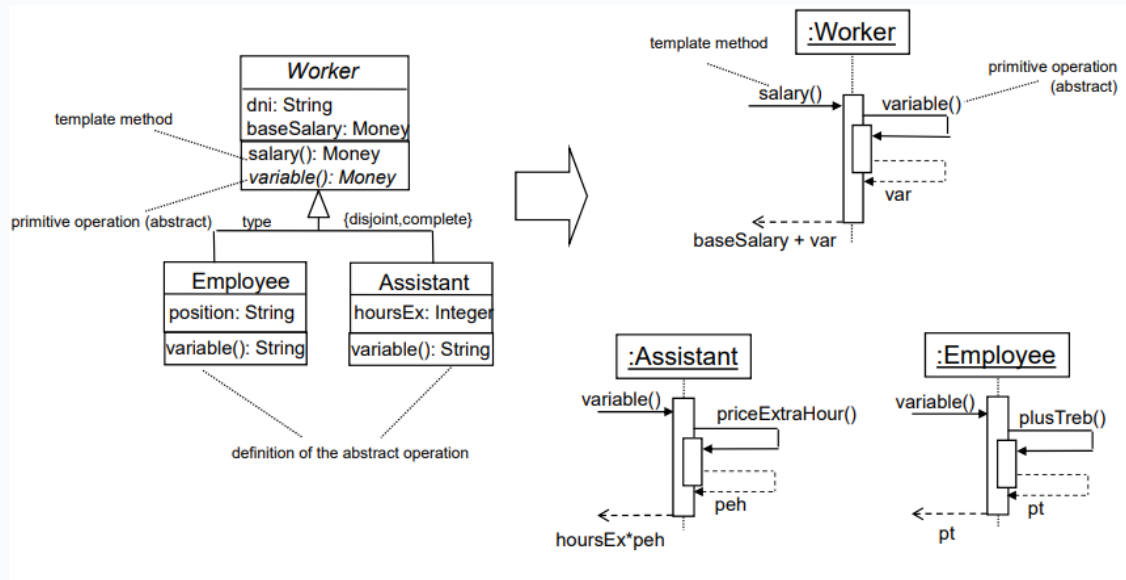 Worker
dni: String
baseSalary: Money
template method
salary(): Money
variable(): Money
primitive operation (abstract)
type
{disjoint,complete}
Employee
position: String
variable(): String
Assistant
hoursEx: Integer
variable(): String
definition of the abstract operation
:Worker
template method
primitive operation
(abstract)
salary()
variable()
var
baseSalary + var
:Assistant
variable()
priceExtraHour()
peh
hoursEx*peh
:Employee
variable()
plusTreb()
pt
pt